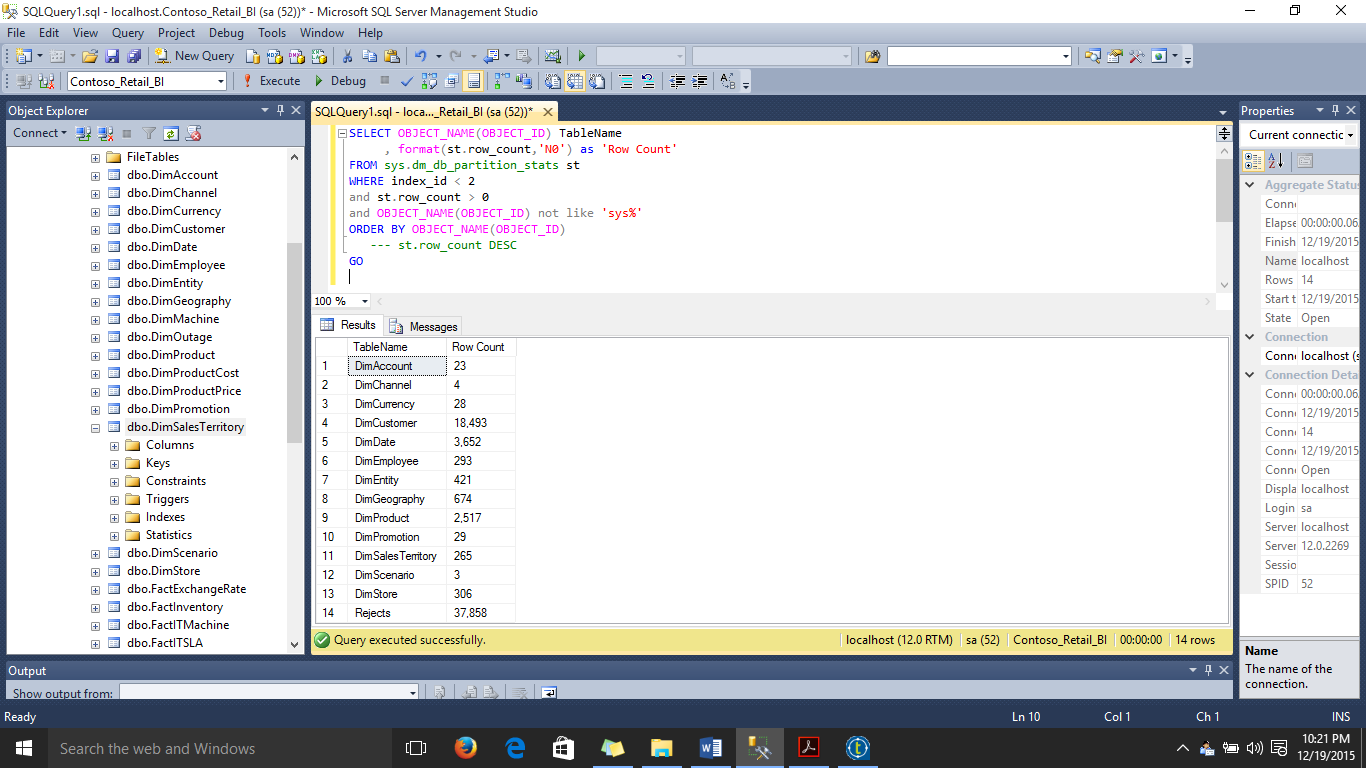 SQLQuery1.sql - localhost.Contoso_Retail_BI (sa (52))* - Microsoft SQL Server Management Studio
File Edit View Query Project Debug Tools Window Help
New Query
Contoso_Retail_BI Execute Debug
Object Explorer
Connect
FileTables
dbo.DimAccount
dbo.DimChannel
dbo.DimCurrency
dbo.DimCustomer
dbo.DimDate
dbo.DimEmployee
dbo.DimEntity
dbo.DimGeography
dbo.DimMachine
dbo.DimOutage
dbo.DimProduct
dbo.DimProductCost
dbo.DimProductPrice
dbo.DimPromotion
dbo.DimSalesTerritory
Columns
Keys
Constraints
Triggers
Indexes
Statistics
dbo.DimScenario
dbo.DimStore
dbo.FactExchangeRate
dbo.FactInventory
dbo.FactITMachine
dbo.FactITSLA
SQLQuery1.sql - loca..._Retail_BI (sa (52))*
SELECT OBJECT_NAME(OBJECT_ID) TableName
, format(st.row_count,'N0') as 'Row Count'
FROM sys.dm_db_partition_stats st
WHERE index_id < 2
and st.row_count > 0
and OBJECT_NAME(OBJECT_ID) not like 'sys%'
ORDER BY OBJECT_NAME(OBJECT_ID)
--- st.row_count DESC
GO
100 %
Results Messages
TableName Row Count
1 DimAccount 23
2 DimChannel 4
3 DimCurrency 28
4 DimCustomer 18,493
5 DimDate 3,652
6 DimEmployee 293
7 DimEntity 421
8 DimGeography 674
9 DimProduct 2,517
10 DimPromotion 29
11 DimSalesTerritory 265
12 DimScenario 3
13 DimStore 306
14 Rejects 37,858
Query executed successfully. localhost (12.0 RTM) sa (52) Contoso_Retail_BI 00:00:00 14 rows
Properties
Current connectic
Aggregate Status
Conn
Elapse 00:00:00.06
Finish 12/19/2015
Name localhost
Rows 14
Start t 12/19/2015
State Open
Connection
Conn localhost (s
Connection Deta
Conn 00:00:00.06
Conn 12/19/2015
Conn 14
Conn 12/19/2015
Conn Open
Displa localhost
Login sa
Server localhost
Server 12.0.2269
Sessio
SPID 52
Name
The name of the
connection.
Output
Show output from:
Ready Ln 10 Col 1 Ch 1 INS
Search the web and Windows
10:21 PM
12/19/2015